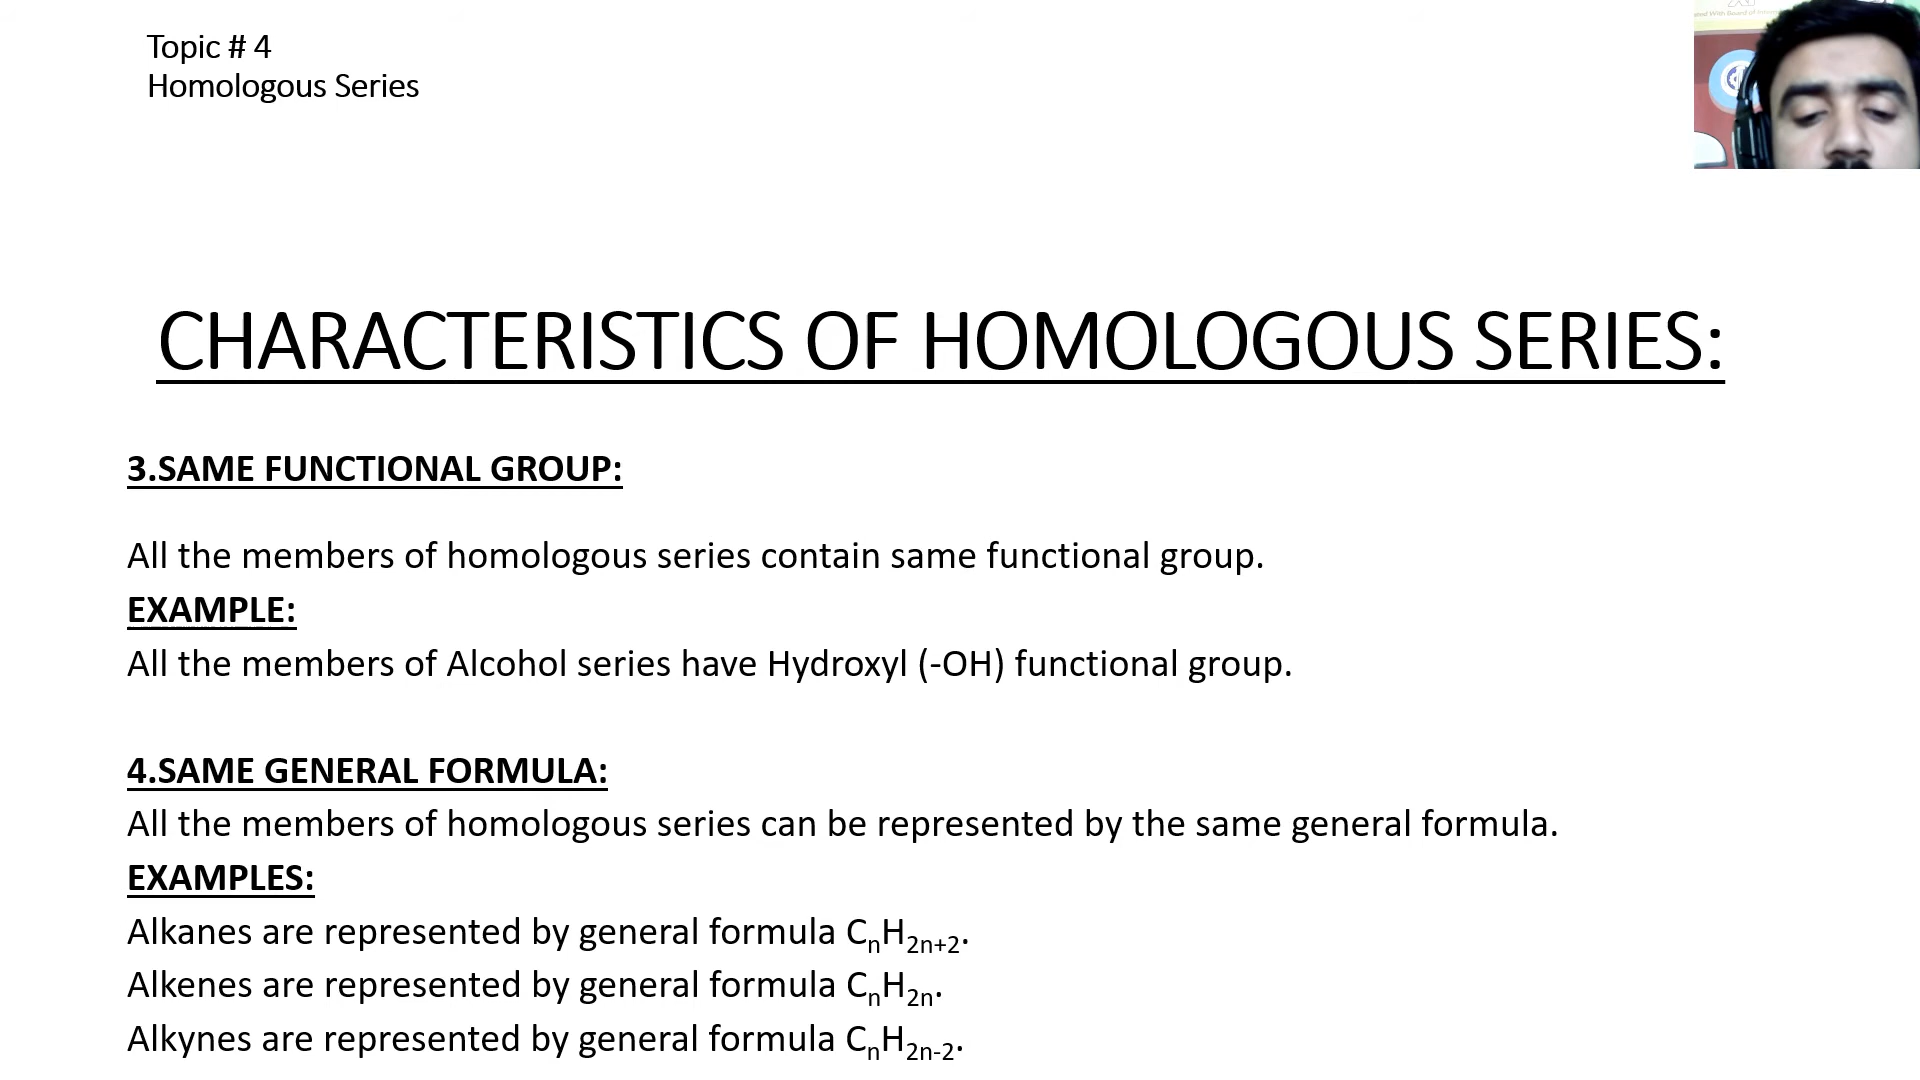 Topic # 4
Homologous Series
CHARACTERISTICS OF HOMOLOGOUS SERIES:
3.SAME FUNCTIONAL GROUP:
All the members of homologous series contain same functional group.
EXAMPLE:
All the members of Alcohol series have Hydroxyl (-OH) functional group.
4.SAME GENERAL FORMULA:
All the members of homologous series can be represented by the same general formula.
EXAMPLES:
Alkanes are represented by general formula CₙH₂ₙ₊₂.
Alkenes are represented by general formula CₙH₂ₙ.
Alkynes are represented by general formula CₙH₂ₙ₋₂.